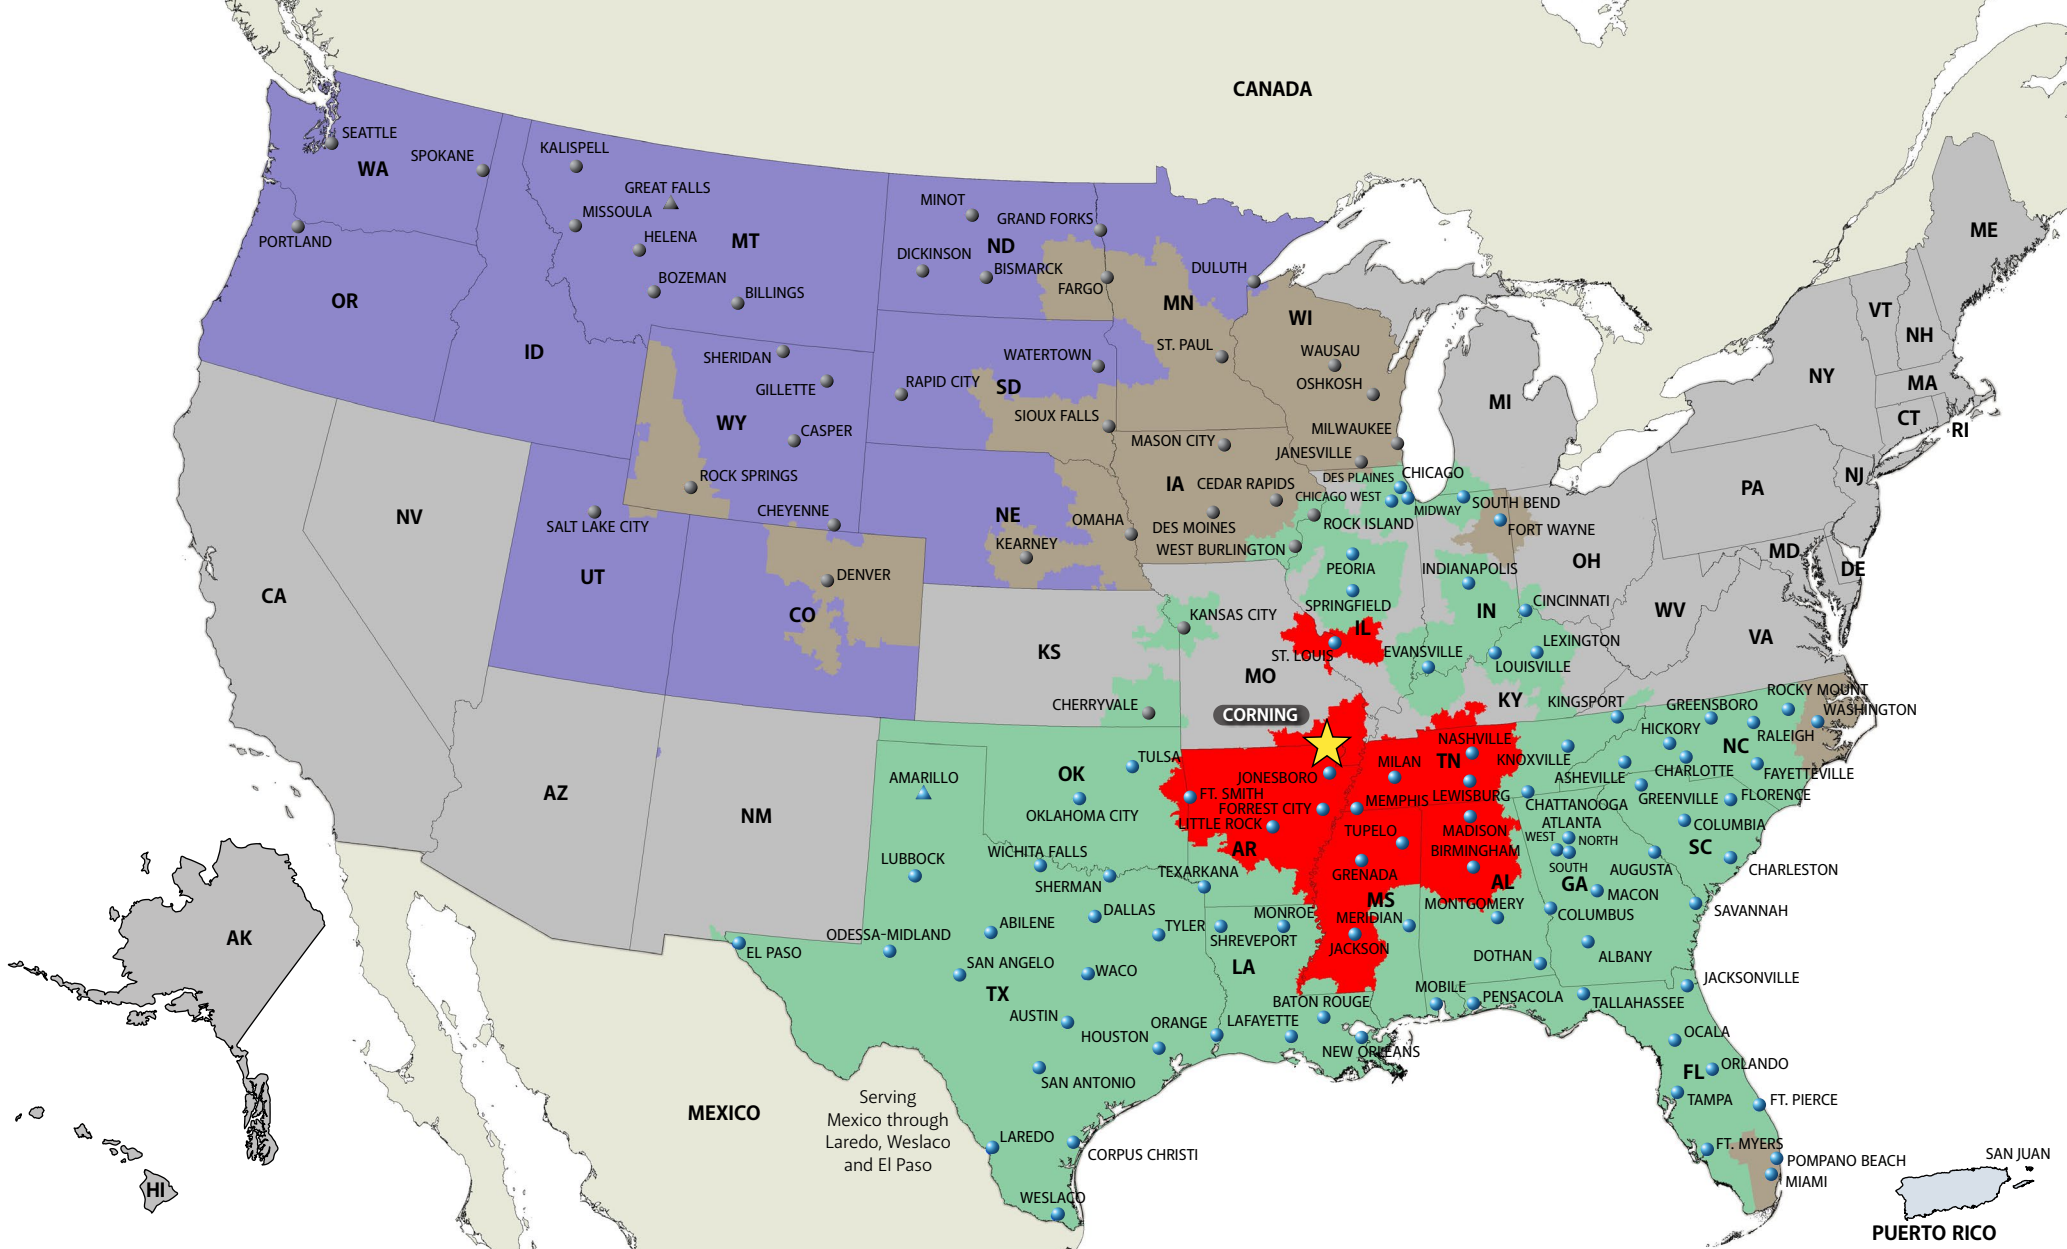 CANADA
SEATTLE
SPOKANE
WA
KALISPELL
GREAT FALLS
MISSOULA
HELENA
MT
BOZEMAN
BILLINGS
PORTLAND
OR
ID
MINOT
GRAND FORKS
ND
DICKINSON
BISMARCK
FARGO
DULUTH
MN
WI
ST. PAUL
WAUSAU
OSHKOSH
MILWAUKEE
JANESVILLE
SHERIDAN
GILLETTE
WY
CASPER
ROCK SPRINGS
CHEYENNE
WATERTOWN
RAPID CITY
SD
SIOUX FALLS
MASON CITY
IA
CEDAR RAPIDS
DES MOINES
WEST BURLINGTON
NE
OMAHA
KEARNEY
SALT LAKE CITY
NV
UT
CA
DENVER
CO
ME
VT
NH
NY
MA
CT
RI
MI
PA
NJ
MD
DE
OH
WV
VA
DES PLAINES
CHICAGO
CHICAGO WEST
MIDWAY
SOUTH BEND
FORT WAYNE
ROCK ISLAND
PEORIA
INDIANAPOLIS
SPRINGFIELD
IL
IN
CINCINNATI
LEXINGTON
LOUISVILLE
EVANSVILLE
ST. LOUIS
KANSAS CITY
KS
MO
KY
CHERRYVALE
CORNING
KINGSPORT
GREENSBORO
ROCKY MOUNT
WASHINGTON
HICKORY
RALEIGH
NC
CHARLOTTE
FAYETTEVILLE
NASHVILLE
TN
KNOXVILLE
ASHEVILLE
MILAN
JONESBORO
TULSA
OK
OKLAHOMA CITY
AMARILLO
AZ
NM
FT. SMITH
FORREST CITY
MEMPHIS
LEWISBURG
CHATTANOOGA
GREENVILLE
FLORENCE
LITTLE ROCK
TUPELO
MADISON
ATLANTA
WEST
NORTH
SOUTH
COLUMBIA
SC
AR
BIRMINGHAM
AUGUSTA
CHARLESTON
LUBBOCK
WICHITA FALLS
SHERMAN
TEXARKANA
GRENADA
AL
GA
MACON
MS
MONTGOMERY
COLUMBUS
SAVANNAH
ABILENE
DALLAS
TYLER
MONROE
SHREVEPORT
MERIDIAN
JACKSON
ODESSA-MIDLAND
EL PASO
SAN ANGELO
WACO
LA
DOTHAN
ALBANY
TX
MOBILE
PENSACOLA
TALLAHASSEE
JACKSONVILLE
BATON ROUGE
AUSTIN
HOUSTON
ORANGE
LAFAYETTE
NEW ORLEANS
OCALA
ORLANDO
FL
TAMPA
FT. PIERCE
SAN ANTONIO
AK
MEXICO
Serving
Mexico through
Laredo, Weslaco
and El Paso
LAREDO
CORPUS CHRISTI
WESLACO
FT. MYERS
POMPANO BEACH
MIAMI
HI
SAN JUAN
PUERTO RICO